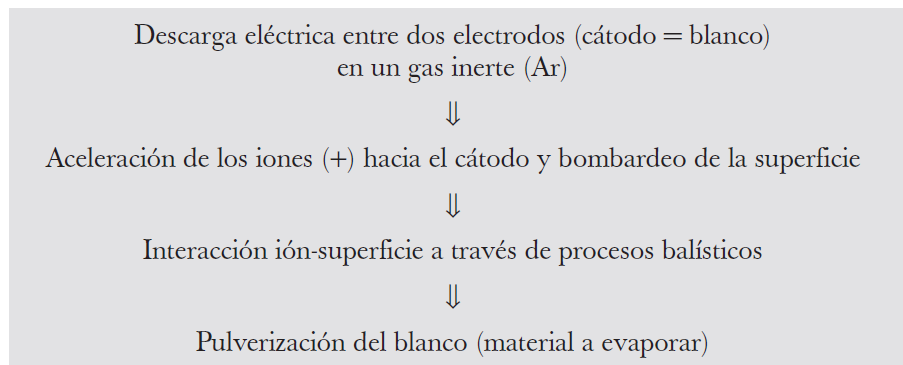 Descarga eléctrica entre dos electrodos (cátodo = blanco)
en un gas inerte (Ar)
⇓
Aceleración de los iones (+) hacia el cátodo y bombardeo de la superficie
⇓
Interacción ión-superficie a través de procesos balísticos
⇓
Pulverización del blanco (material a evaporar)